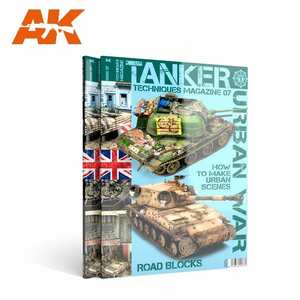 AK
TANKER
TECHNIQUES MAGAZINE 07
URBAN WAR
HOW TO MAKE
URBAN
SCENES
ROAD BLOCKS